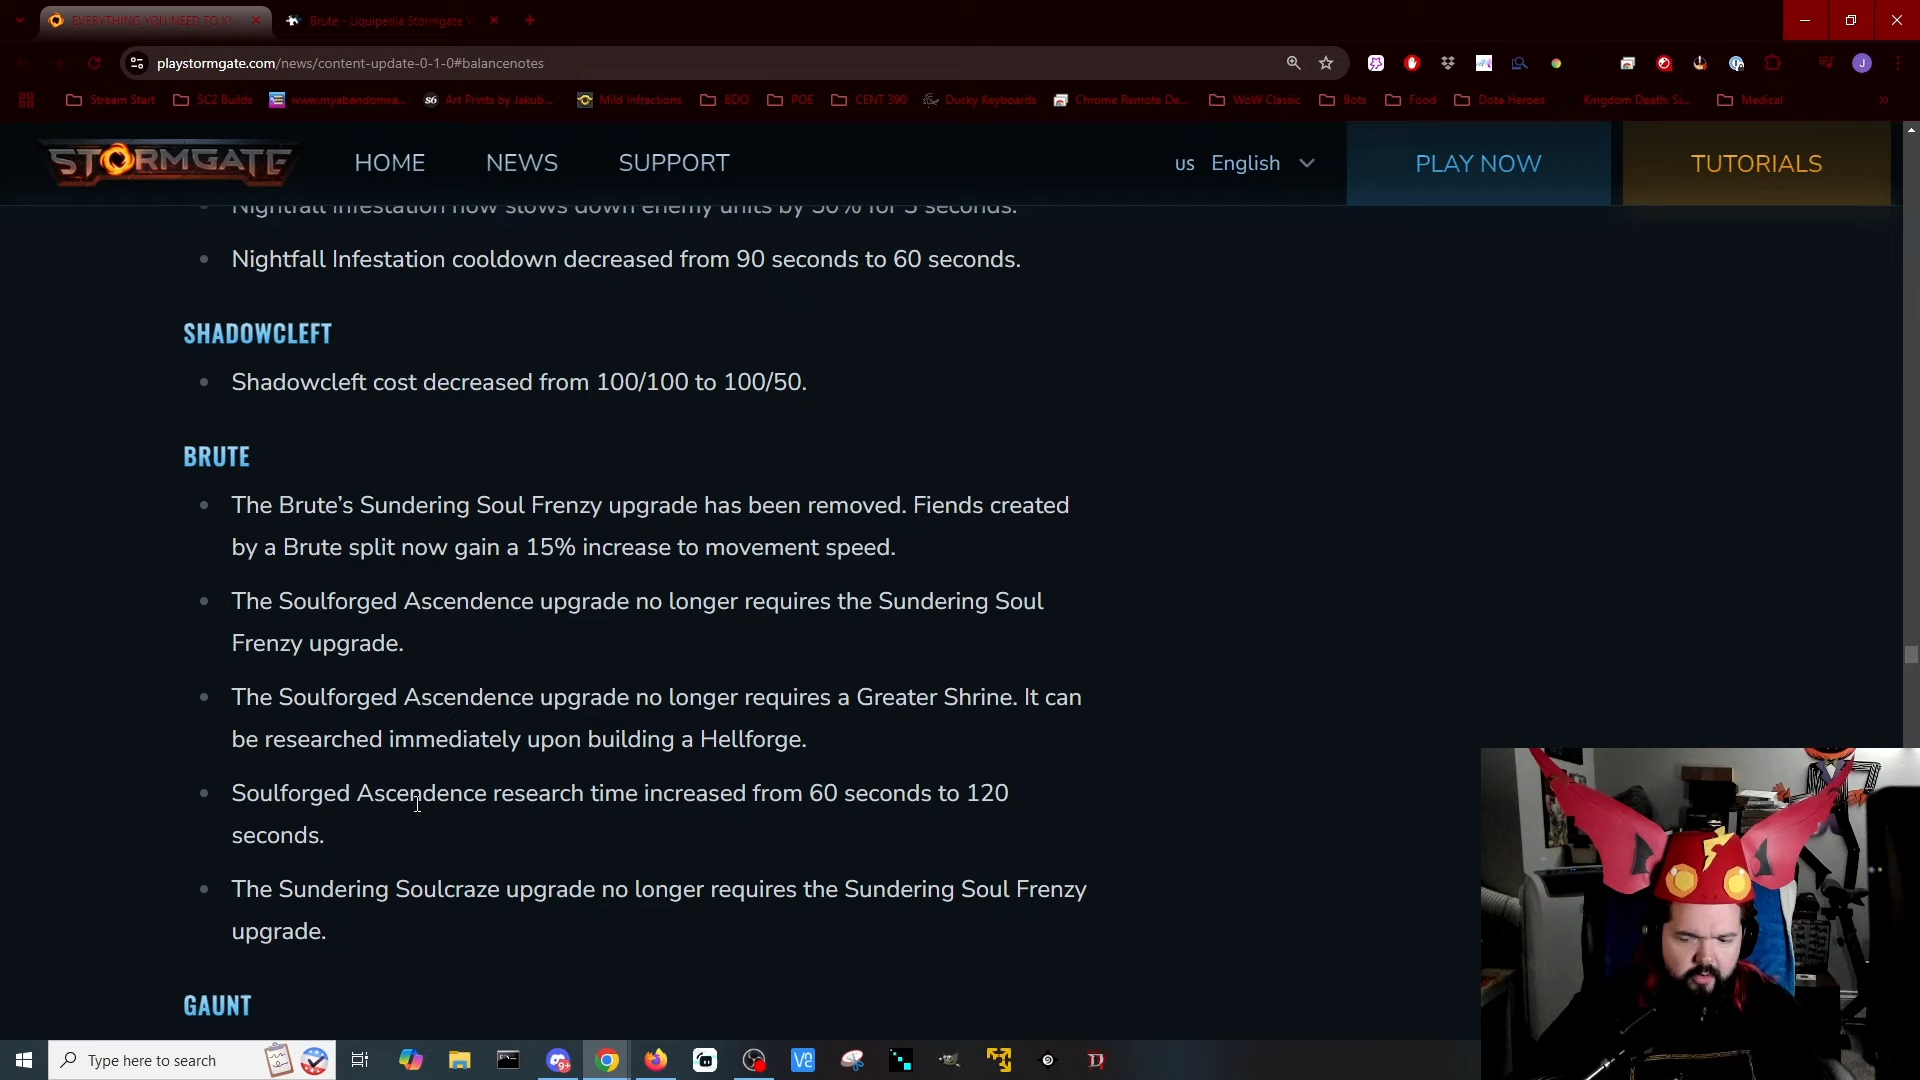 EVERYTHING YOU NEED TO K
Brute - Liquipedia Stormgate
playstormgate.com/news/content-update-0-1-0#balancenotes
J
Stream Start
SC2 Builds
www.myabandonwa...
Art Prints by Jakub...
Mild Infractions
BDO
POE
CENT 390
Ducky Keyboards
Chrome Remote De...
WoW Classic
Bots
Food
Dota Heroes
Kingdom Death: Si...
Medical
STORMGATE
HOME
NEWS
SUPPORT
us English
PLAY NOW
TUTORIALS
Nightfall Infestation now slows down enemy units by 50% for 5 seconds.
Nightfall Infestation cooldown decreased from 90 seconds to 60 seconds.
SHADOWCLEFT
Shadowcleft cost decreased from 100/100 to 100/50.
BRUTE
The Brute’s Sundering Soul Frenzy upgrade has been removed. Fiends created
by a Brute split now gain a 15% increase to movement speed.
The Soulforged Ascendence upgrade no longer requires the Sundering Soul
Frenzy upgrade.
The Soulforged Ascendence upgrade no longer requires a Greater Shrine. It can
be researched immediately upon building a Hellforge.
Soulforged Ascendence research time increased from 60 seconds to 120
seconds.
The Sundering Soulcraze upgrade no longer requires the Sundering Soul Frenzy
upgrade.
GAUNT
Type here to search